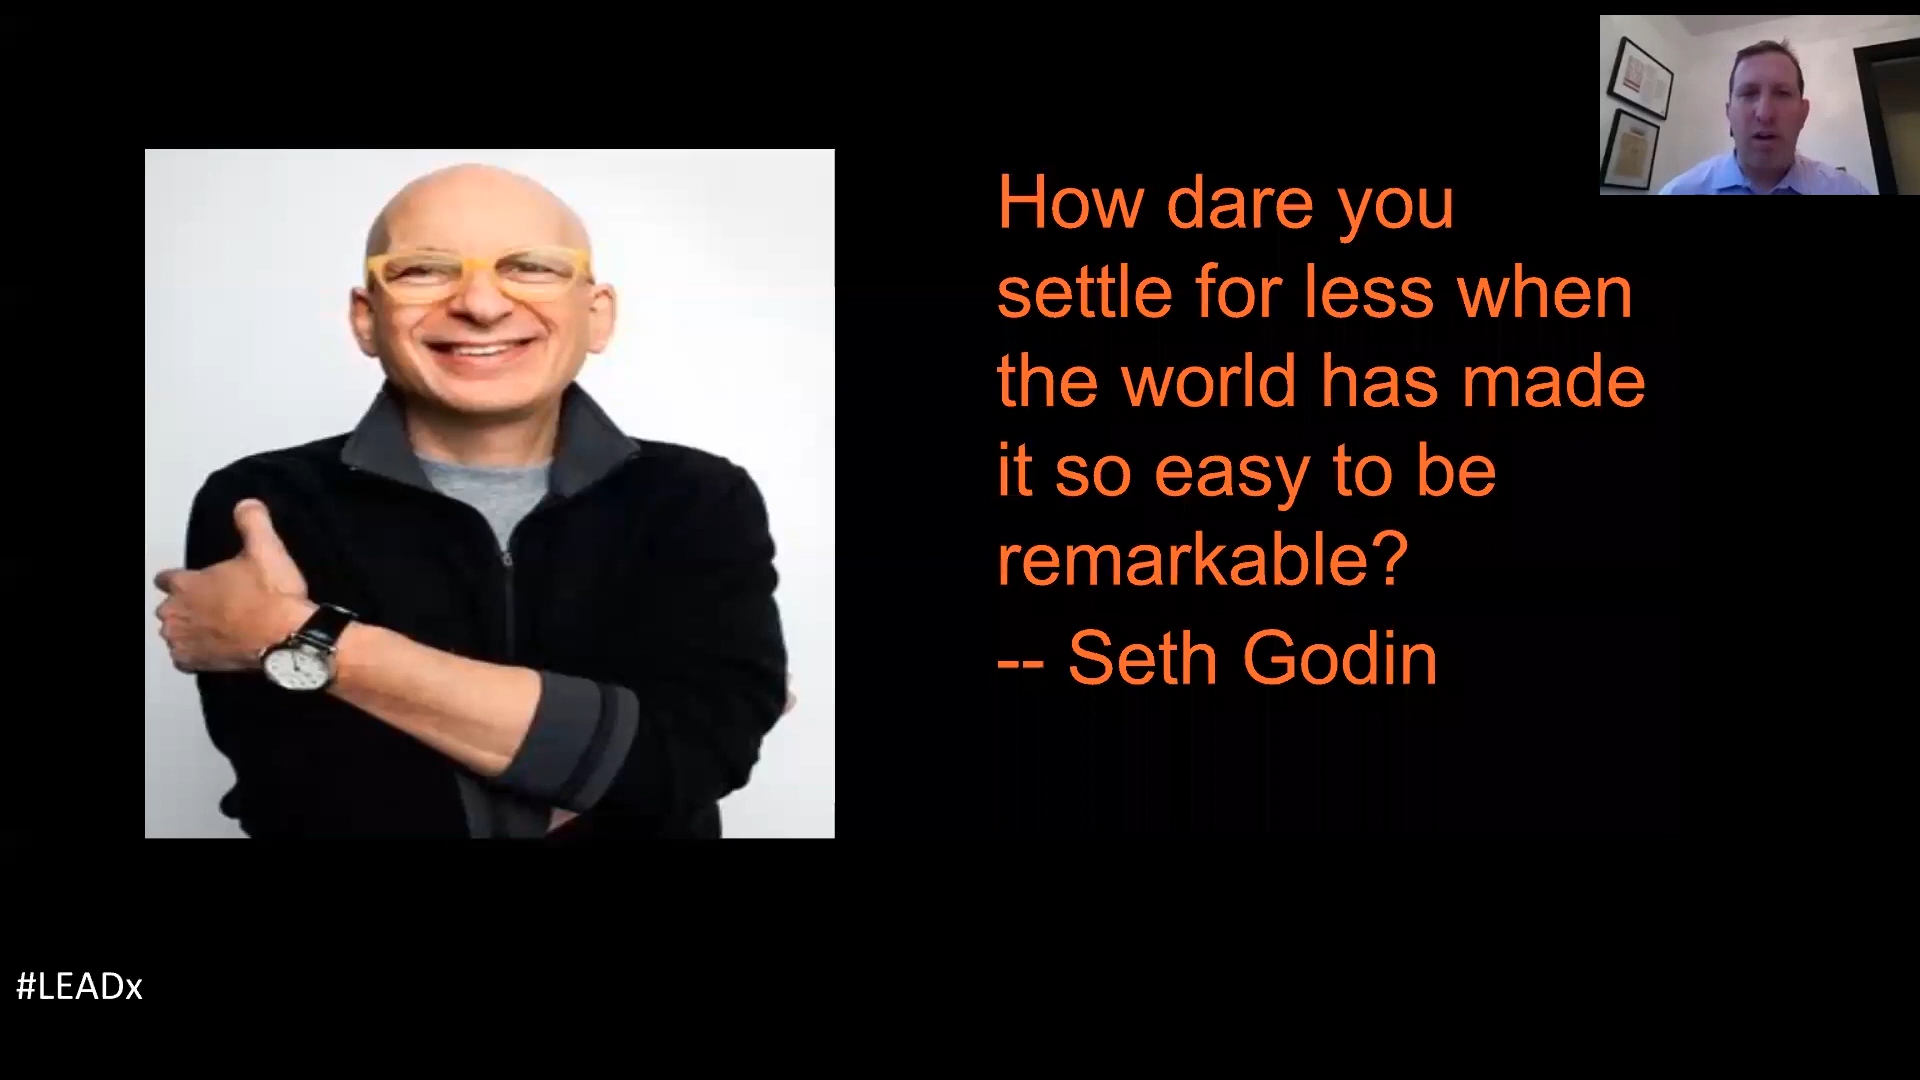 How dare you
settle for less when
the world has made
it so easy to be
remarkable?
-- Seth Godin
#LEADx